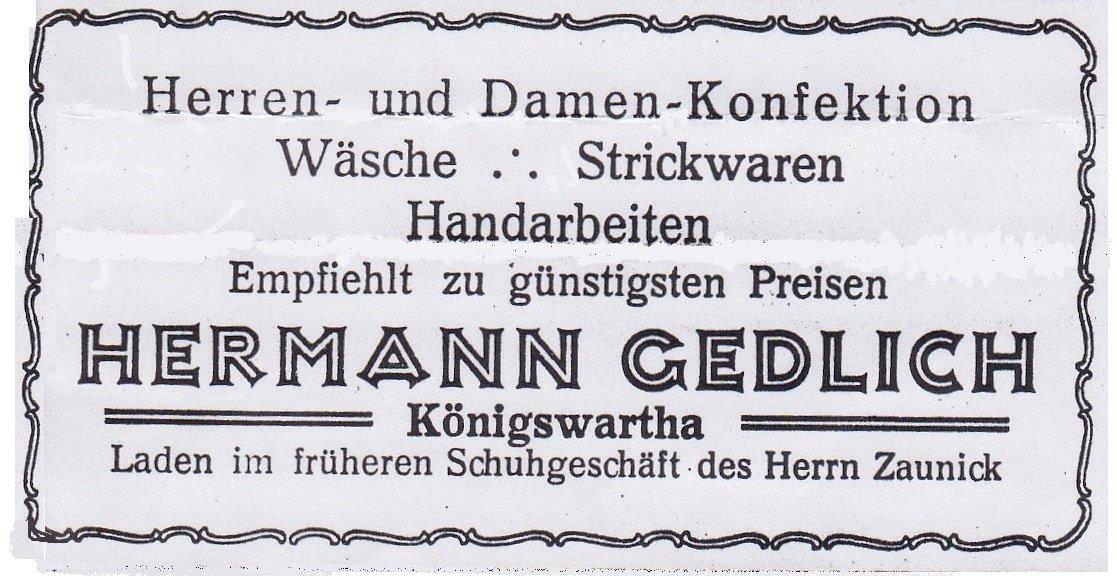 Herren- und Damen-Konfektion
Wäsche ∴ Strickwaren
Handarbeiten
Empfiehlt zu günstigsten Preisen
HERMANN GEDLICH
Königswartha
Laden im früheren Schuhgeschäft des Herrn Zaunick